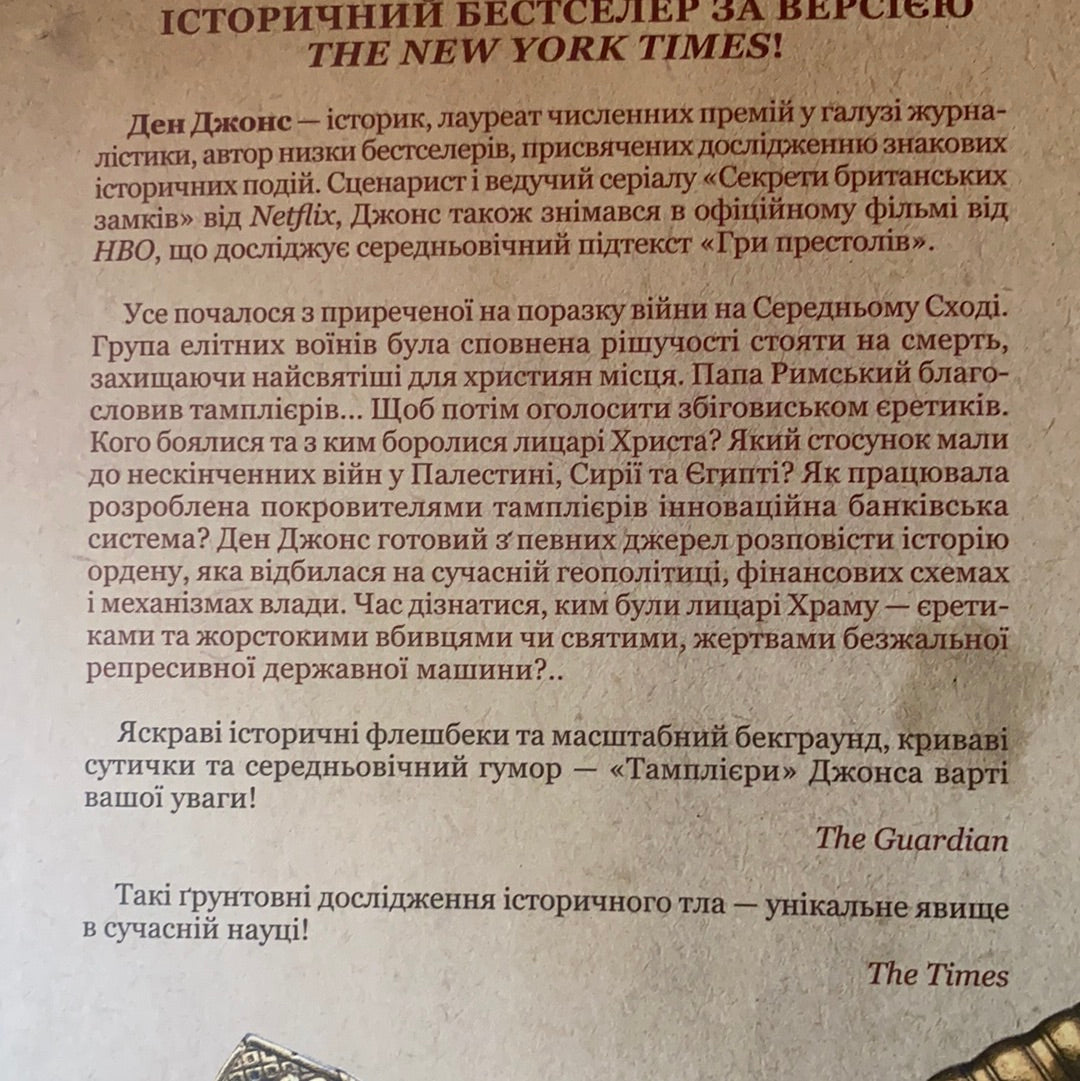 ІСТОРИЧНИЙ БЕСТСЕЛЕР ЗА ВЕРСІЄЮ
THE NEW YORK TIMES!
Ден Джонс — історик, лауреат численних премій у галузі журна-
лістики, автор низки бестселерів, присвячених дослідженню знакових
історичних подій. Сценарист і ведучий серіалу «Секрети британських
замків» від Netflix, Джонс також знімався в офіційному фільмі від
HBO, що досліджує середньовічний підтекст «Гри престолів».
Усе почалося з приреченої на поразку війни на Середньому Сході.
Група елітних воїнів була сповнена рішучості стояти на смерть,
захищаючи найсвятіші для християн місця. Папа Римський благо-
словив тамплієрів... Щоб потім оголосити збіговиськом єретиків.
Кого боялися та з ким боролися лицарі Христа? Який стосунок мали
до нескінченних війн у Палестині, Сирії та Єгипті? Як працювала
розроблена покровителями тамплієрів інноваційна банківська
система? Ден Джонс готовий з певних джерел розповісти історію
ордену, яка відбилася на сучасній геополітиці, фінансових схемах
і механізмах влади. Час дізнатися, ким були лицарі Храму — єрети-
ками та жорстокими вбивцями чи святими, жертвами безжальної
репресивної державної машини?..
Яскраві історичні флешбеки та масштабний бекграунд, криваві
сутички та середньовічний гумор — «Тамплієри» Джонса варті
вашої уваги!
The Guardian
Такі ґрунтовні дослідження історичного тла — унікальне явище
в сучасній науці!
The Times